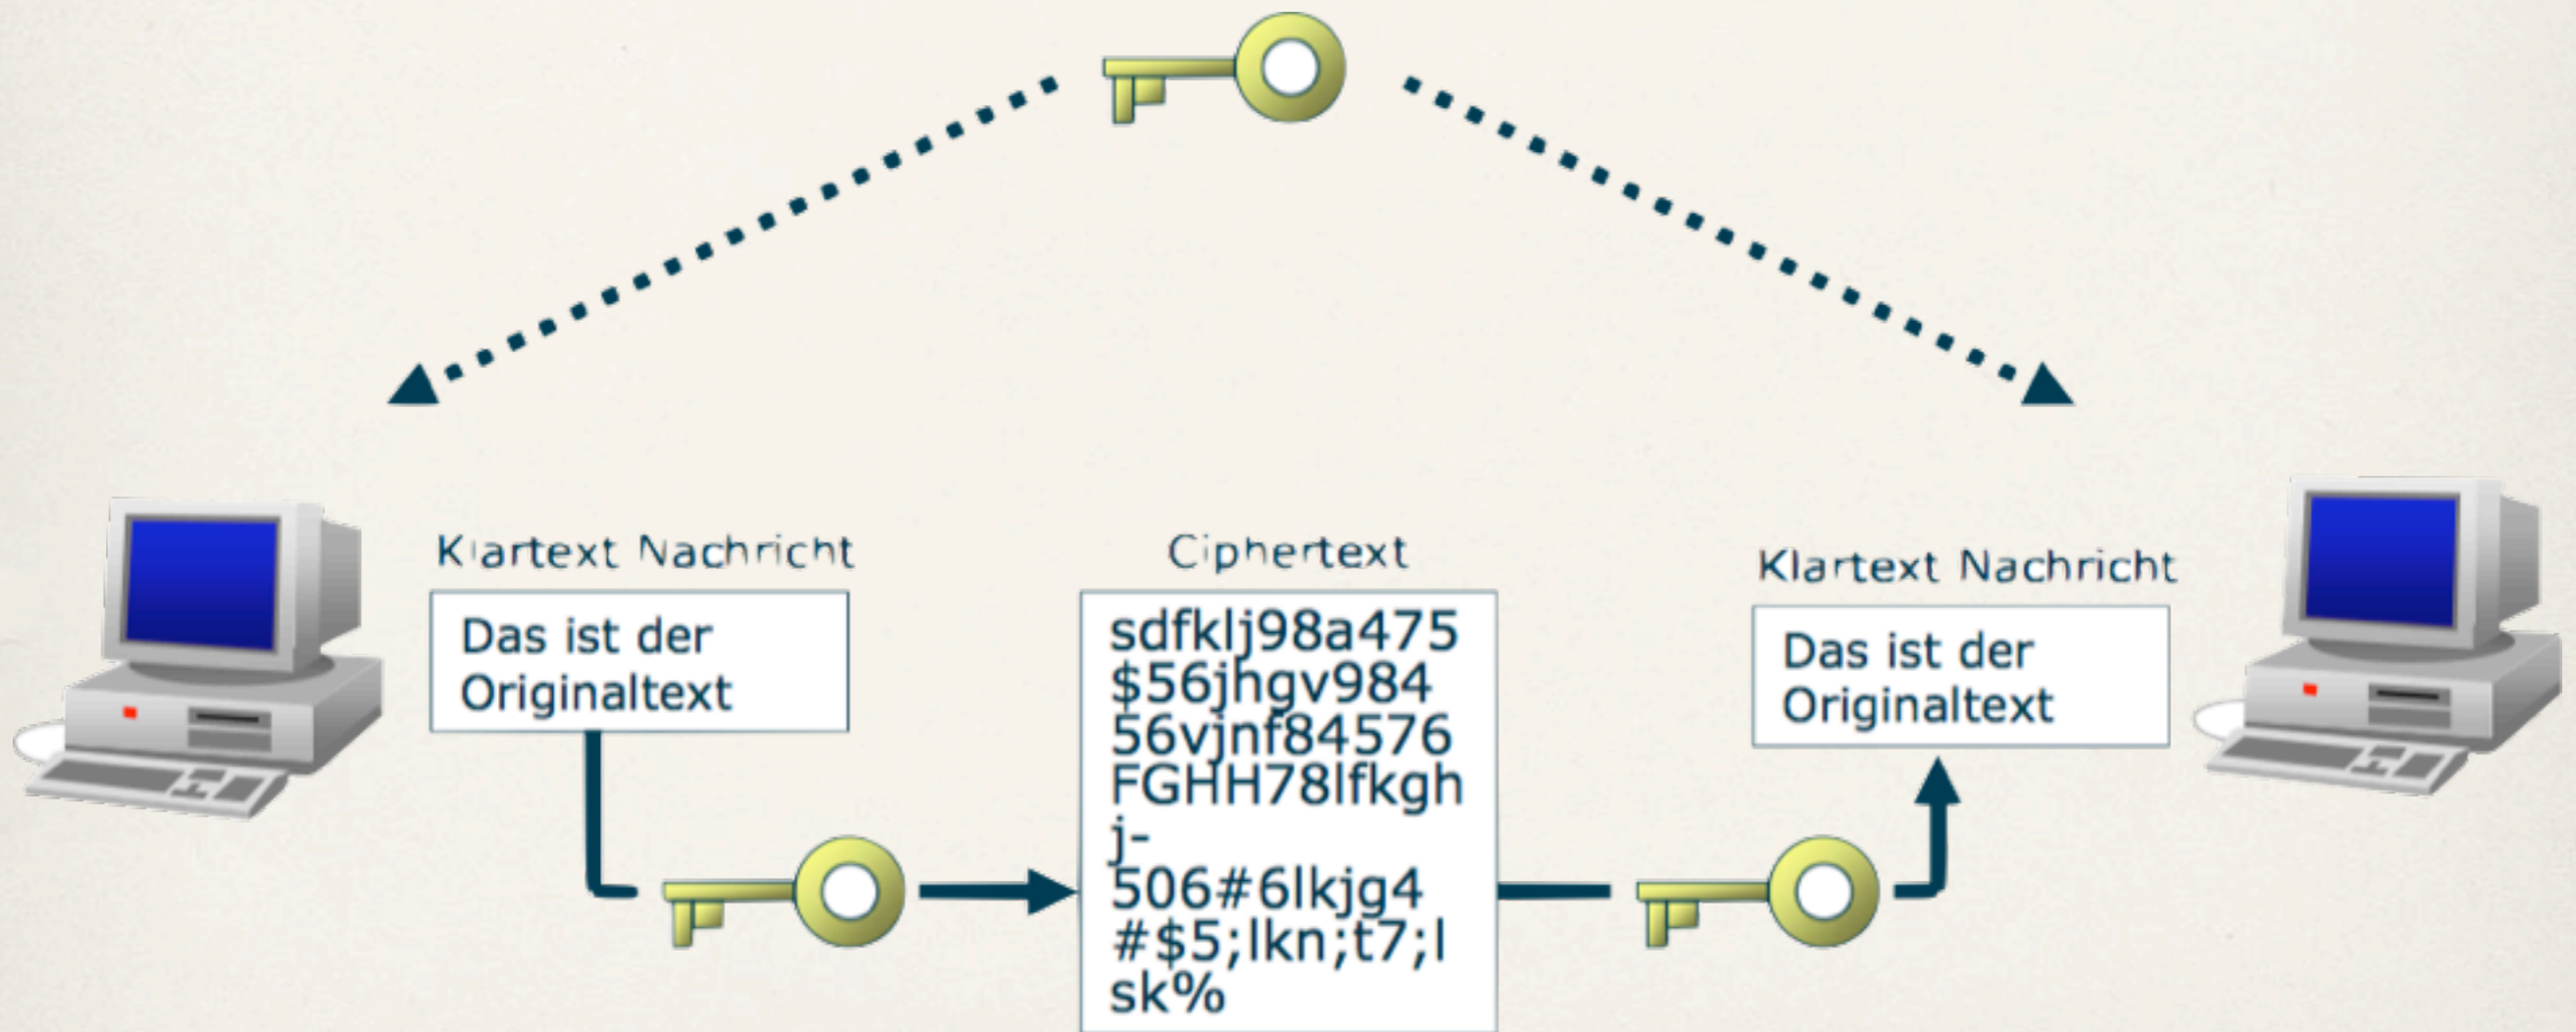 Klartext Nachricht
Das ist der
Originaltext
Ciphertext
sdfklj98a475
$56jhgv984
56vjnf84576
FGHH78lfkgh
j-
506#6lkjg4
#$5;lkn;t7;l
sk%
Klartext Nachricht
Das ist der
Originaltext